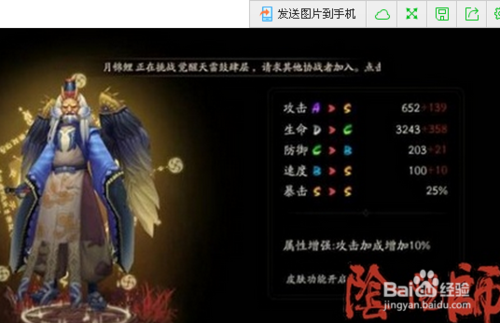 发送图片到手机
月锦鲤 正在挑战 觉醒天雷鼓肆层 , 请求其他协战者加入。点击
攻击 A > S 652+139
生命 D > C 3243+358
防御 C > B 203+21
速度 B > S 100+10
暴击 S > S 25%
属性增强:攻击加成增加10%
皮肤功能开启
陰陽師
Baidu经验
jingyan.baidu.com